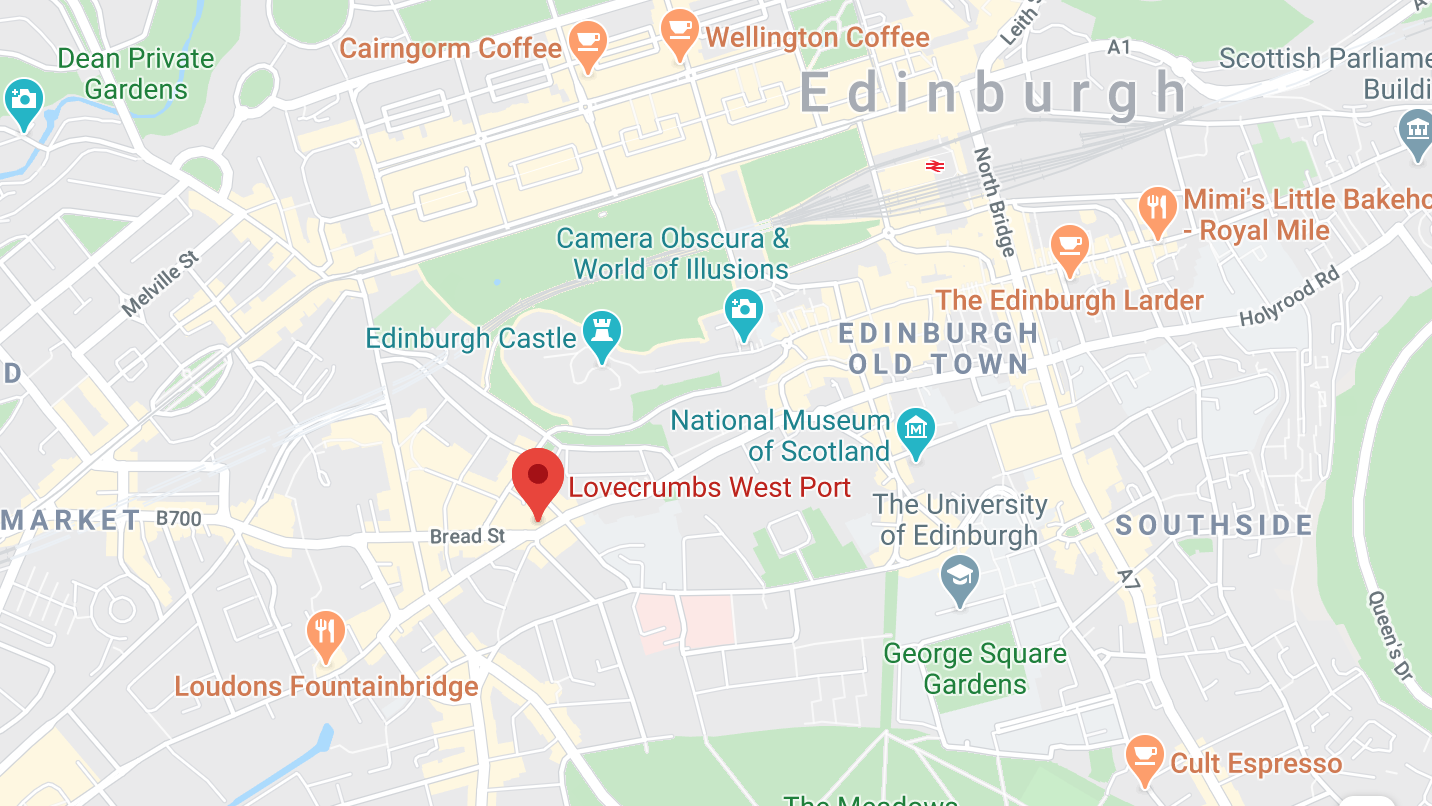 Dean Private
Gardens
Cairngorm Coffee
Wellington Coffee
Leith S
A1
Edinburgh
Scottish Parliame
Buildi
North Bridge
Mimi's Little Bakeho
- Royal Mile
Melville St
Camera Obscura &
World of Illusions
The Edinburgh Larder
Holyrood Rd
Edinburgh Castle
EDINBURGH
OLD TOWN
D
National Museum
of Scotland
M
Lovecrumbs West Port
MARKET
B700
Bread St
The University
of Edinburgh
SOUTHSIDE
A7
Queen's Dr
Loudons Fountainbridge
George Square
Gardens
Cult Espresso
The Meadows